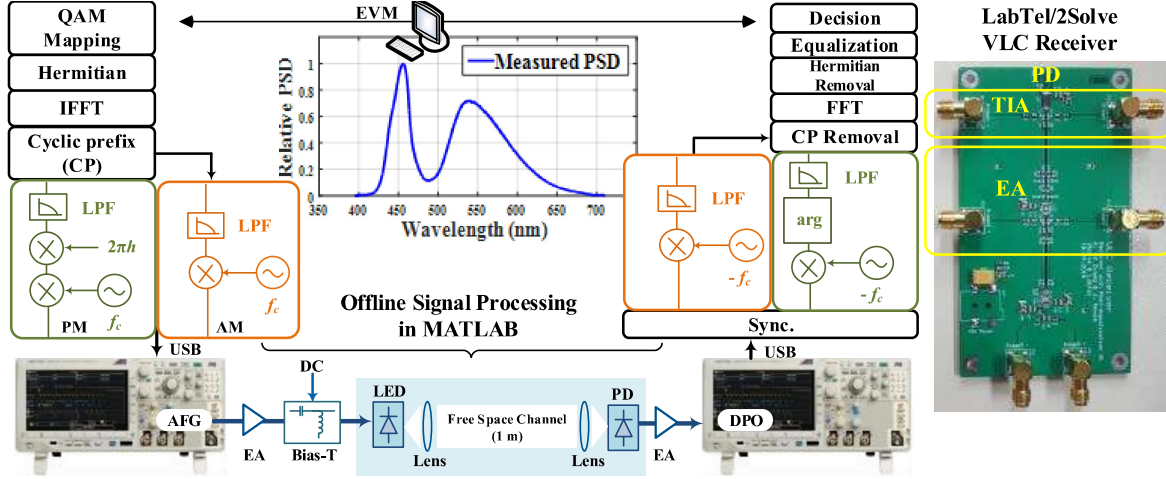 QAM
Mapping
Hermitian
IFFT
Cyclic prefix
(CP)
LPF
2πh
f_c
PM
LPF
f_c
AM
EVM
Relative PSD
1
0.8
0.6
0.4
0.2
0
Measured PSD
350 400 450 500 550 600 650 700
Wavelength (nm)
Offline Signal Processing
in MATLAB
Decision
Equalization
Hermitian
Removal
FFT
CP Removal
LPF
-f_c
LPF
arg
-f_c
Sync.
USB
USB
AFG
EA
DC
Bias-T
LED
Lens
Free Space Channel
(1 m)
Lens
PD
EA
DPO
LabTel/2Solve
VLC Receiver
PD
TIA
EA